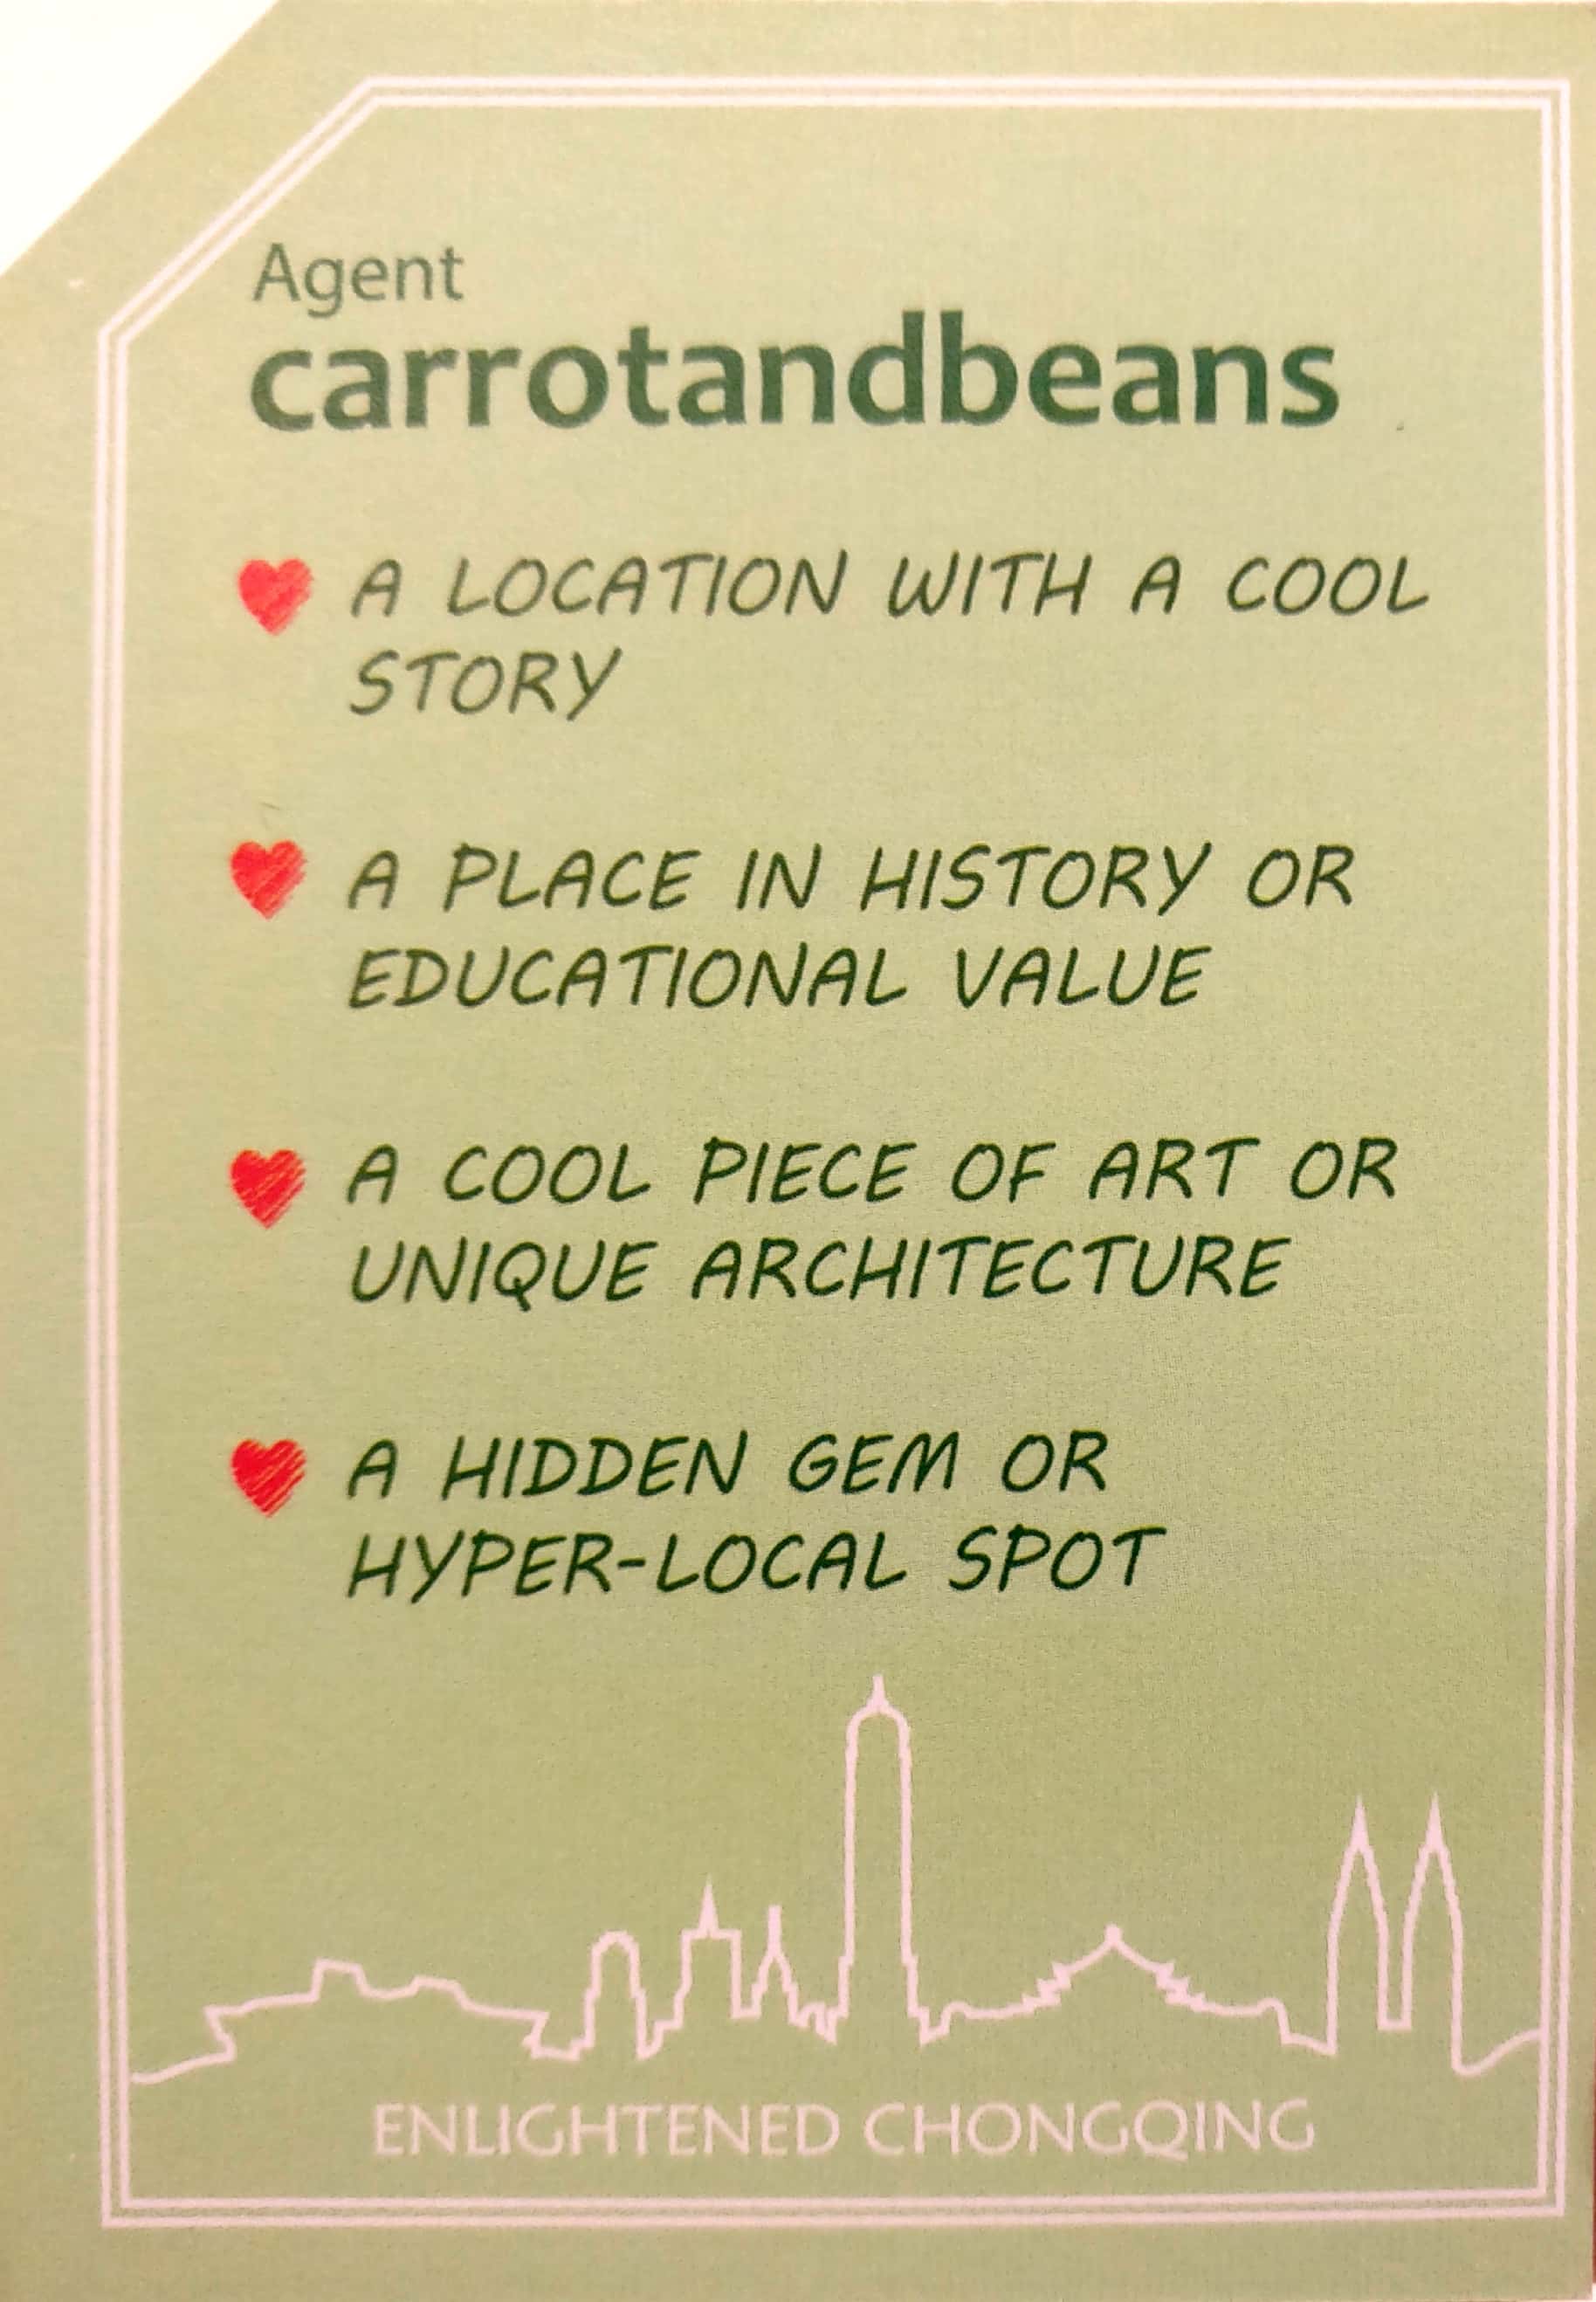 Agent
carrotandbeans
A LOCATION WITH A COOL
STORY
A PLACE IN HISTORY OR
EDUCATIONAL VALUE
A COOL PIECE OF ART OR
UNIQUE ARCHITECTURE
A HIDDEN GEM OR
HYPER-LOCAL SPOT
ENLIGHTENED CHONGQING